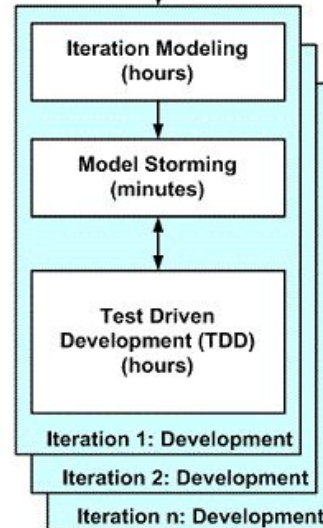 Iteration Modeling
(hours)
Model Storming
(minutes)
Test Driven
Development (TDD)
(hours)
Iteration 1: Development
Iteration 2: Development
Iteration n: Development